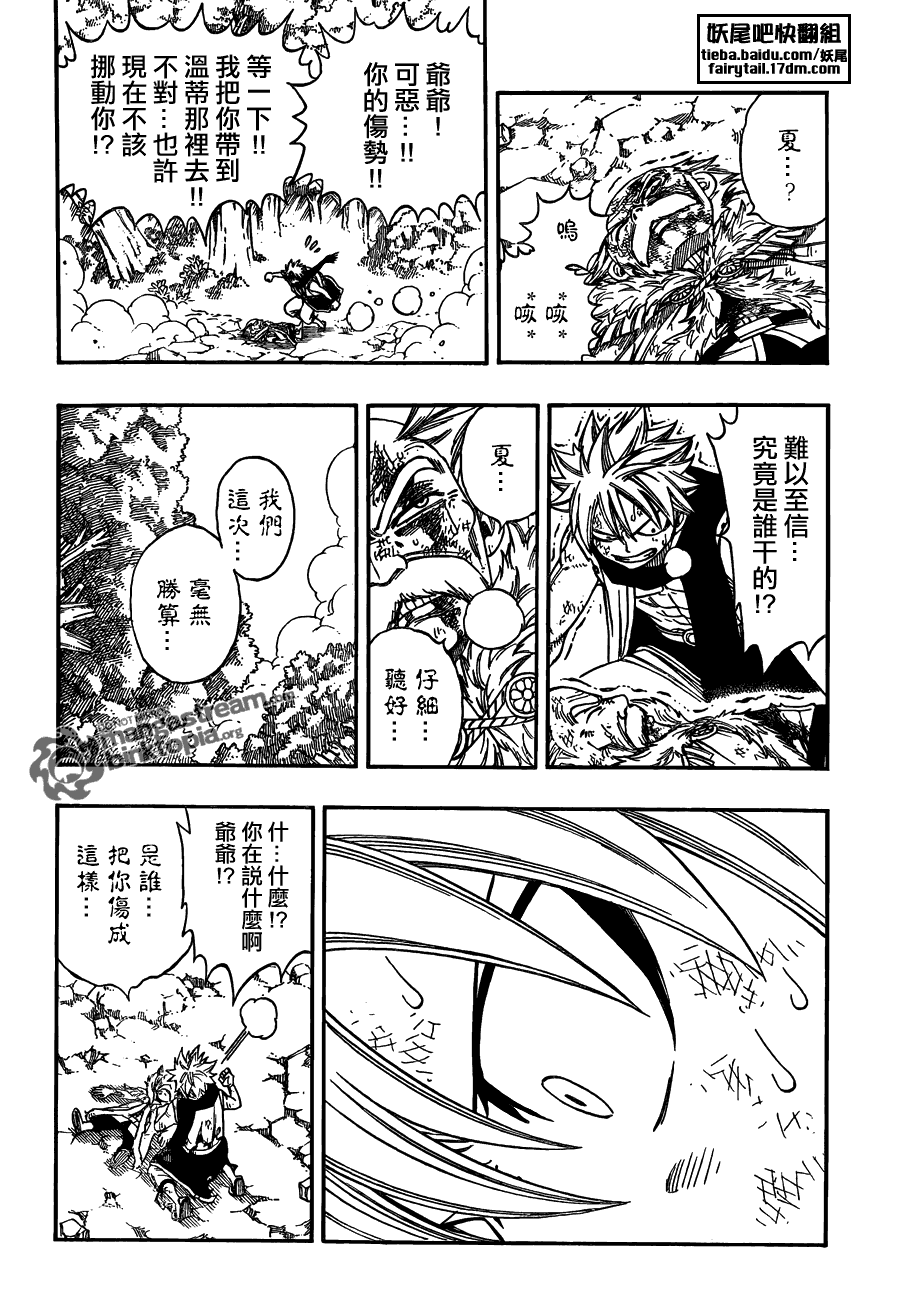 妖尾吧快翻組
tieba.baidu.com/妖尾
fairytail.17dm.com
夏…?
嗚
咳
咳
爺爺!
可惡…!!
你的傷勢!!
等一下!!
我把你帶到
溫蒂那裡去!!
不對…也許
現在不該
挪動你!?
難以至信…
究竟是誰干的!?
夏…
仔細…
聽好…
我們
這次…
毫無
勝算…
mangastream.com
binktopia.org
什…什麼!?
你在説什麼啊
爺爺!?
是誰…
把你傷成
這樣…